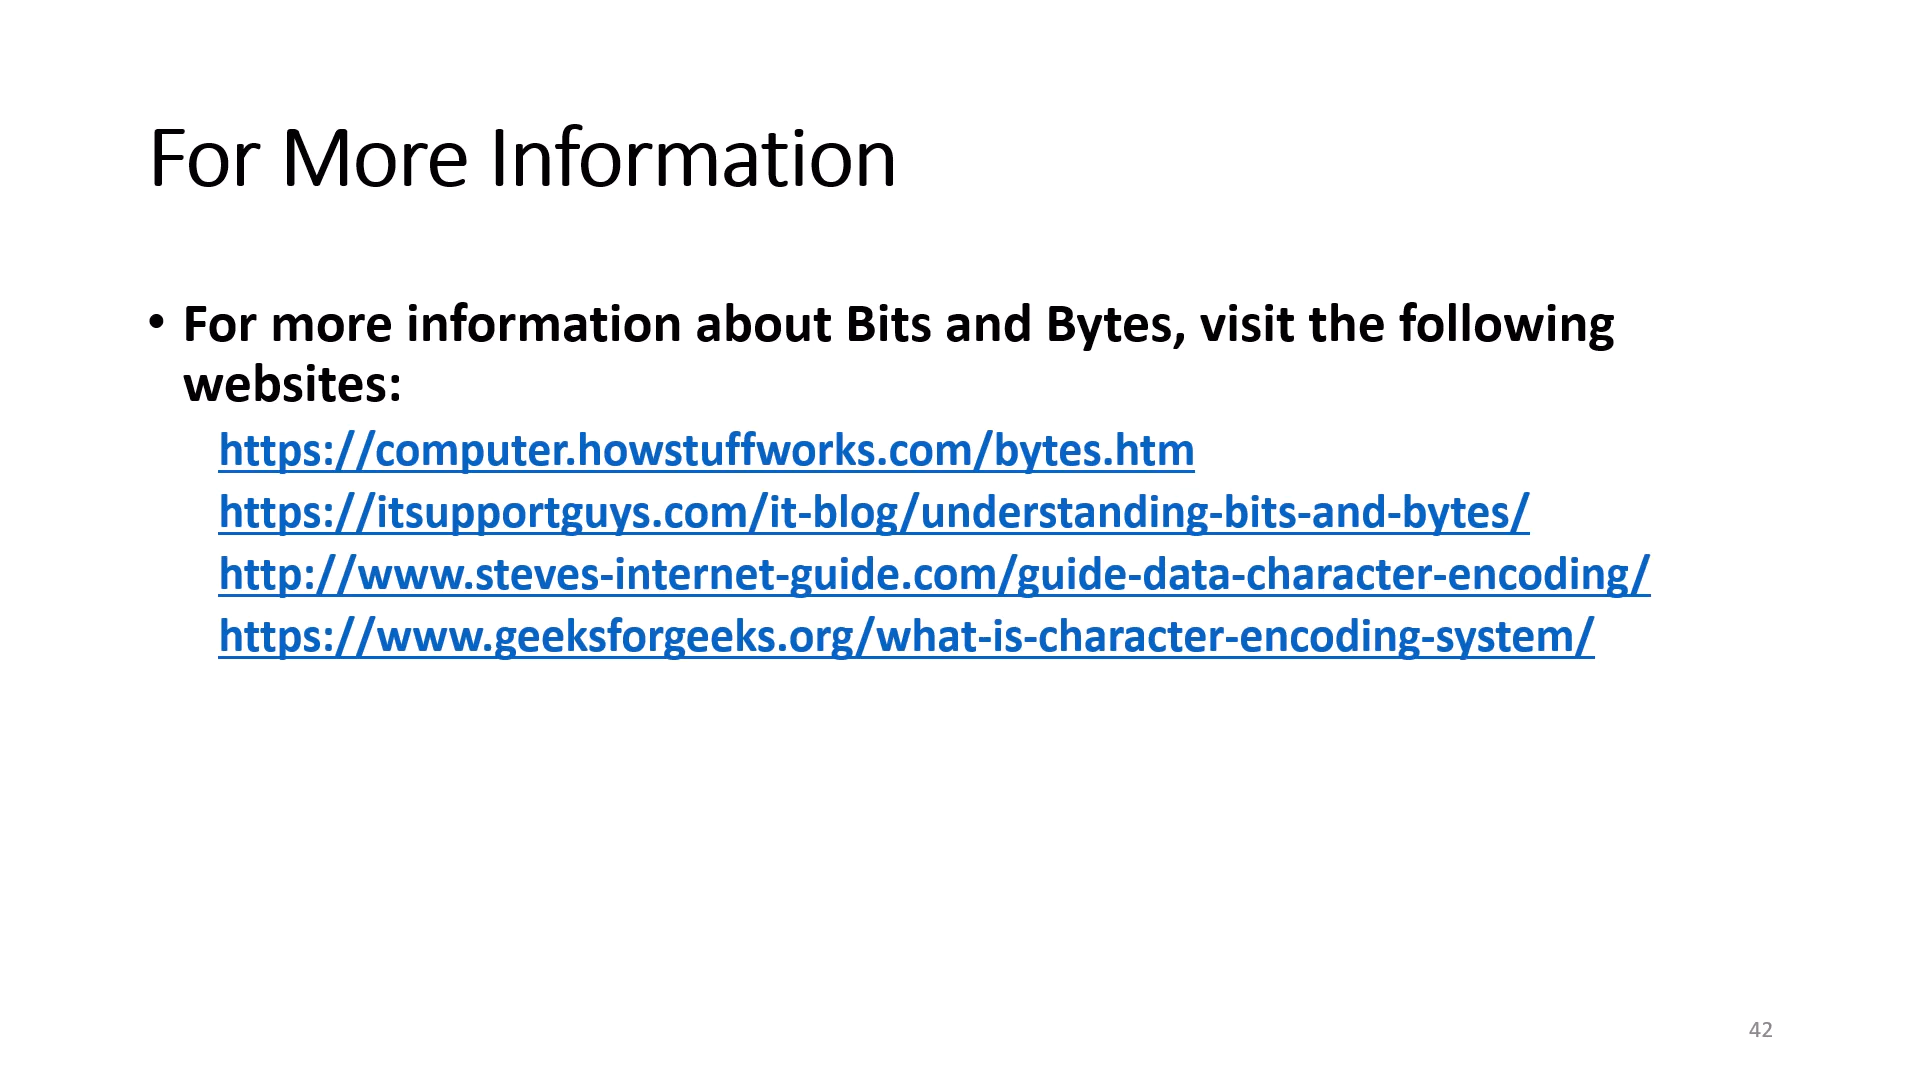 For More Information
• For more information about Bits and Bytes, visit the following
websites:
https://computer.howstuffworks.com/bytes.htm
https://itsupportguys.com/it-blog/understanding-bits-and-bytes/
http://www.steves-internet-guide.com/guide-data-character-encoding/
https://www.geeksforgeeks.org/what-is-character-encoding-system/
42